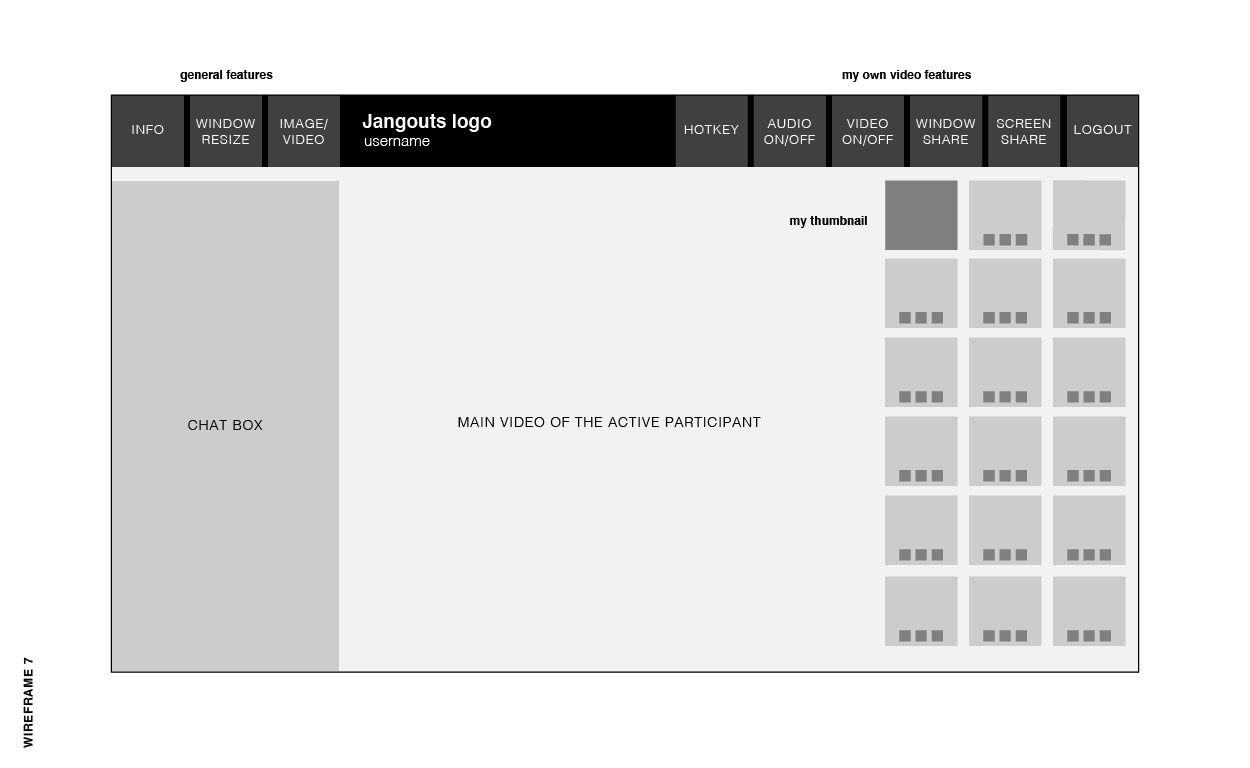 general features
my own video features
INFO
WINDOW
RESIZE
IMAGE/
VIDEO
Jangouts logo
username
HOTKEY
AUDIO
ON/OFF
VIDEO
ON/OFF
WINDOW
SHARE
SCREEN
SHARE
LOGOUT
my thumbnail
CHAT BOX
MAIN VIDEO OF THE ACTIVE PARTICIPANT
WIREFRAME 7